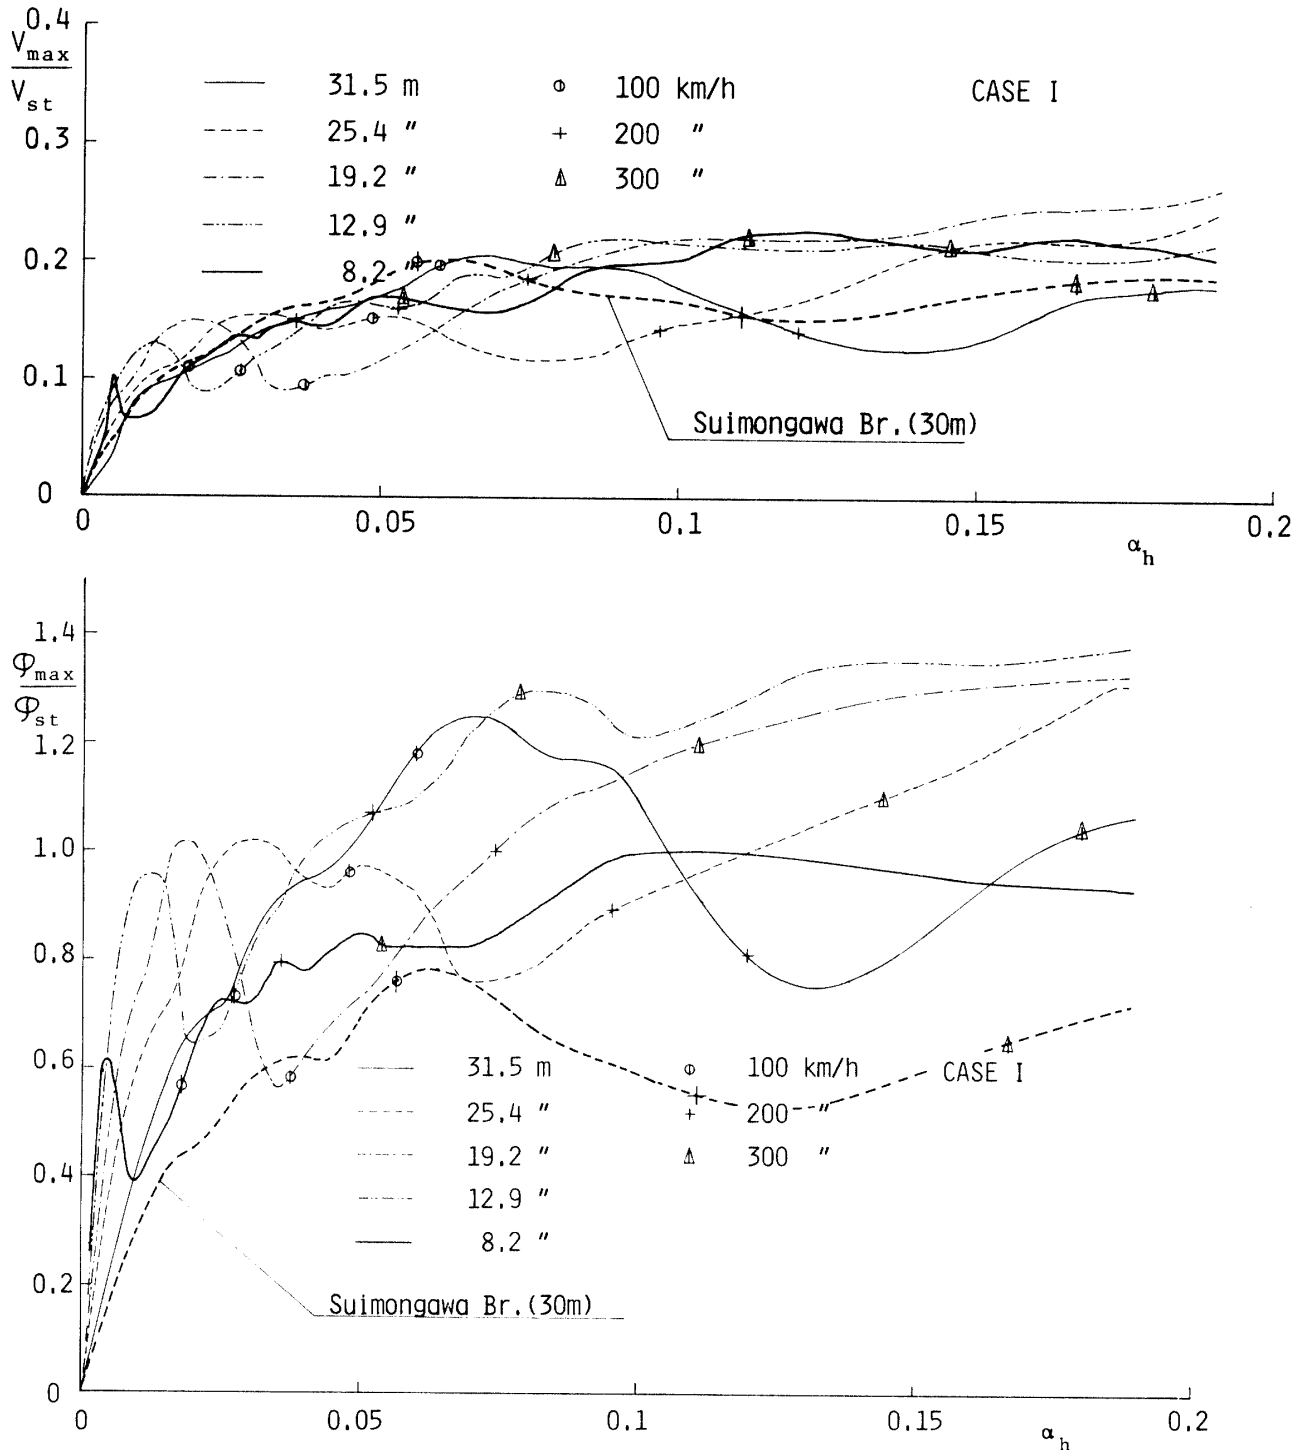 0.4
V_max
V_st
31.5 m
100 km/h
CASE I
0.3
25.4 "
200 "
19.2 "
300 "
12.9 "
0.2
8.2 "
0.1
Suimongawa Br.(30m)
0
0
0.05
0.1
0.15
0.2
α_h
1.4
φ_max
φ_st
1.2
1.0
0.8
0.6
31.5 m
100 km/h
CASE I
25.4 "
200 "
19.2 "
300 "
0.4
12.9 "
8.2 "
0.2
Suimongawa Br.(30m)
0
0
0.05
0.1
0.15
0.2
α_h